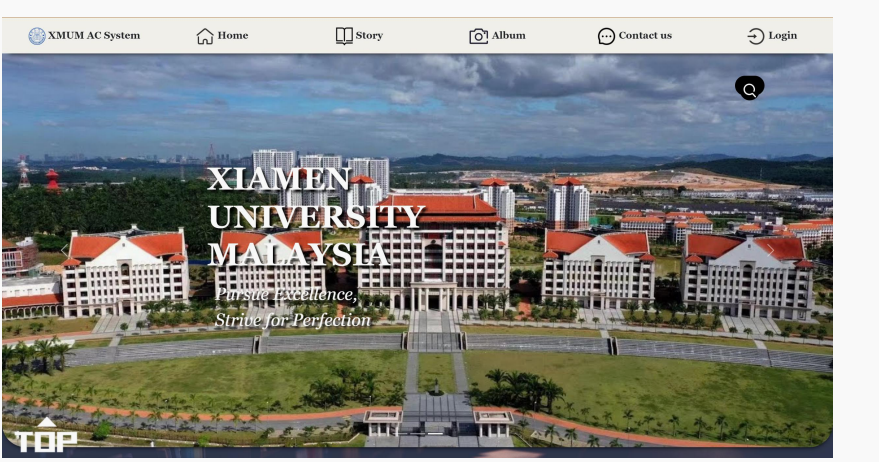 XMUM AC System
Home
Story
Album
Contact us
Login
XIAMEN
UNIVERSITY
MALAYSIA
Pursue Excellence,
Strive for Perfection
TOP